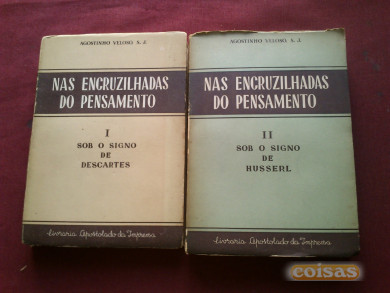 AGOSTINHO VELOSO, S. J.
NAS ENCRUZILHADAS
DO PENSAMENTO
I
SOB O SIGNO
DE
DESCARTES
Livraria Apostolado da Imprensa
AGOSTINHO VELOSO, S. J.
NAS ENCRUZILHADAS
DO PENSAMENTO
II
SOB O SIGNO
DE
HUSSERL
Livraria Apostolado da Imprensa
coisas